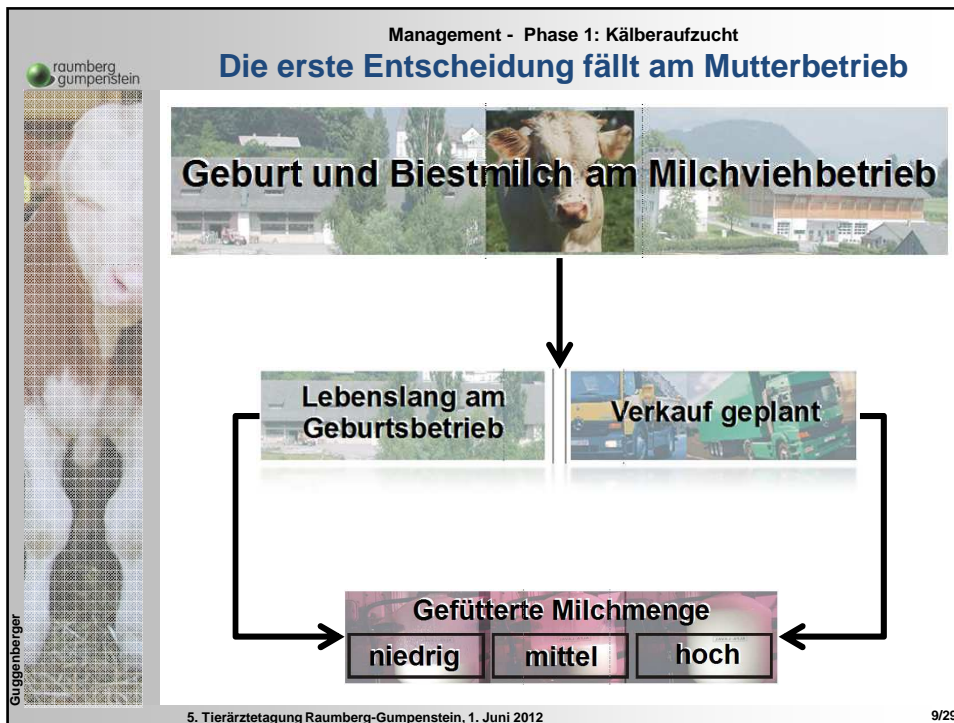 Management - Phase 1: Kälberaufzucht
raumberg
gumpenstein
Die erste Entscheidung fällt am Mutterbetrieb
Geburt und Biestmilch am Milchviehbetrieb
Lebenslang am
Geburtsbetrieb
Verkauf geplant
Gefütterte Milchmenge
niedrig
mittel
hoch
Guggenberger
5. Tierärztetagung Raumberg-Gumpenstein, 1. Juni 2012
9/29